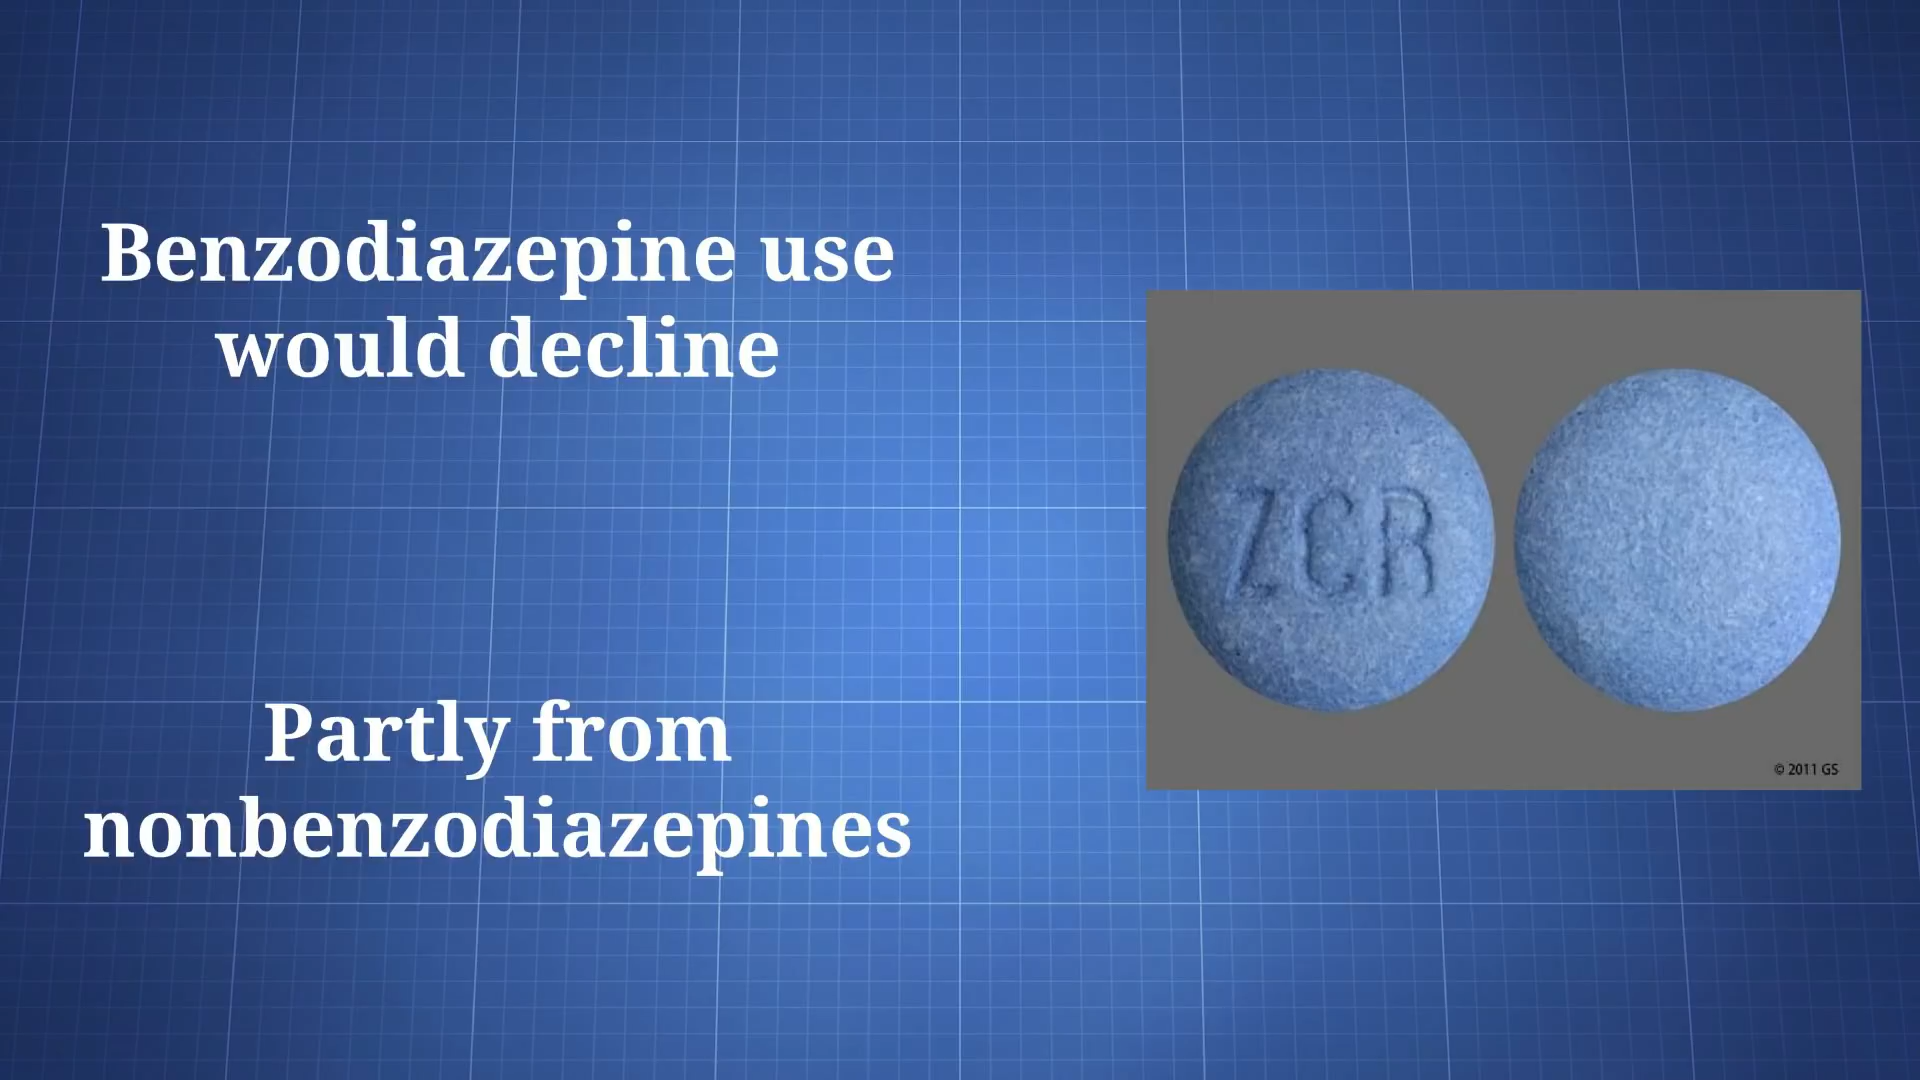 Benzodiazepine use
would decline
Partly from
nonbenzodiazepines
ZCR
© 2011 GS